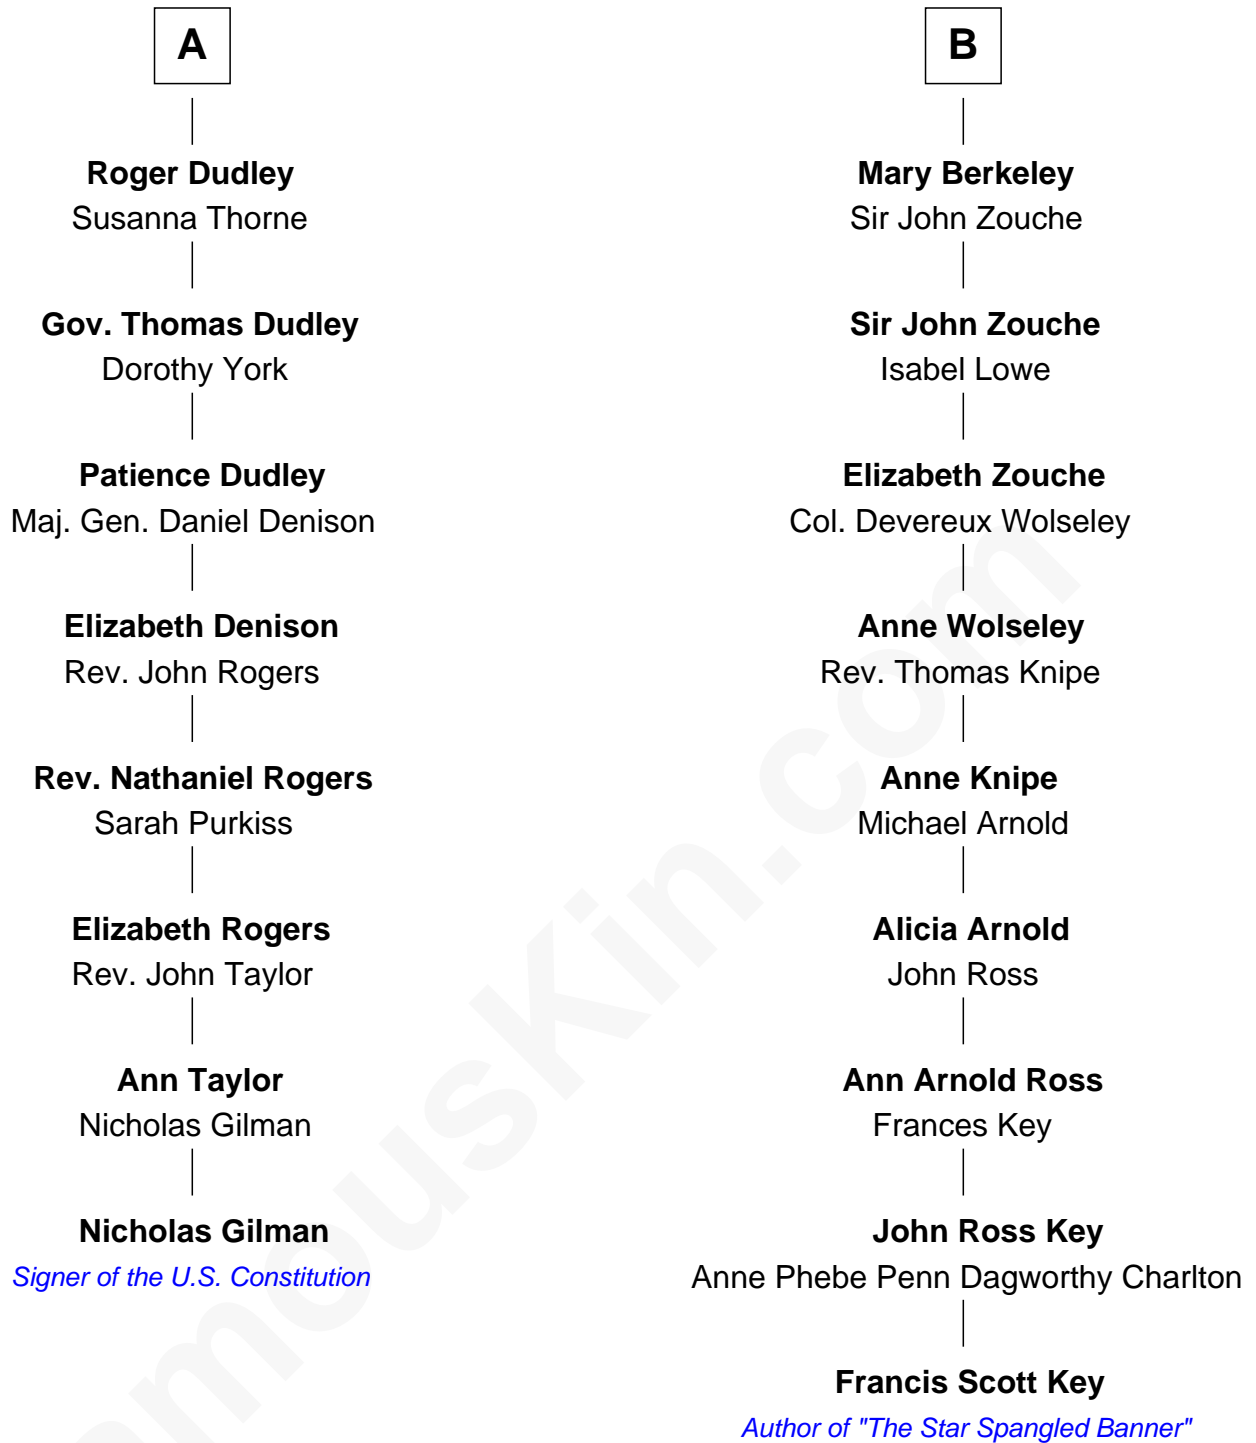 A
Roger Dudley
Susanna Thorne
Gov. Thomas Dudley
Dorothy York
Patience Dudley
Maj. Gen. Daniel Denison
Elizabeth Denison
Rev. John Rogers
Rev. Nathaniel Rogers
Sarah Purkiss
Elizabeth Rogers
Rev. John Taylor
Ann Taylor
Nicholas Gilman
Nicholas Gilman
Signer of the U.S. Constitution
B
Mary Berkeley
Sir John Zouche
Sir John Zouche
Isabel Lowe
Elizabeth Zouche
Col. Devereux Wolseley
Anne Wolseley
Rev. Thomas Knipe
Anne Knipe
Michael Arnold
Alicia Arnold
John Ross
Ann Arnold Ross
Frances Key
John Ross Key
Anne Phebe Penn Dagworthy Charlton
Francis Scott Key
Author of "The Star Spangled Banner"
amouskin.com